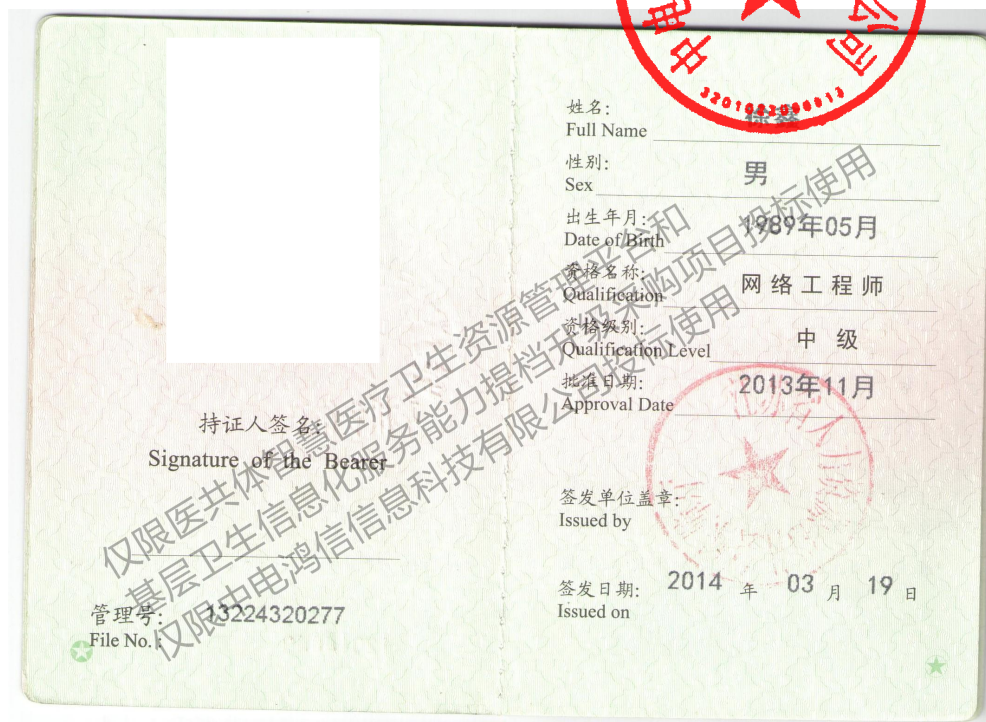 持证人签名:
Signature of the Bearer
管理号: 13224320277
File No.:
姓名:
Full Name
性别: 男
Sex
出生年月: 1989年05月
Date of Birth
资格名称: 网络工程师
Qualification
资格级别: 中级
Qualification Level
批准日期: 2013年11月
Approval Date
签发单位盖章:
Issued by
签发日期: 2014 年 03 月 19 日
Issued on
仅限医共体智慧医疗卫生资源管理平台和
基层卫生信息化服务能力提档升级采购项目投标使用
仅限中电鸿信信息科技有限公司投标使用
中电
公司